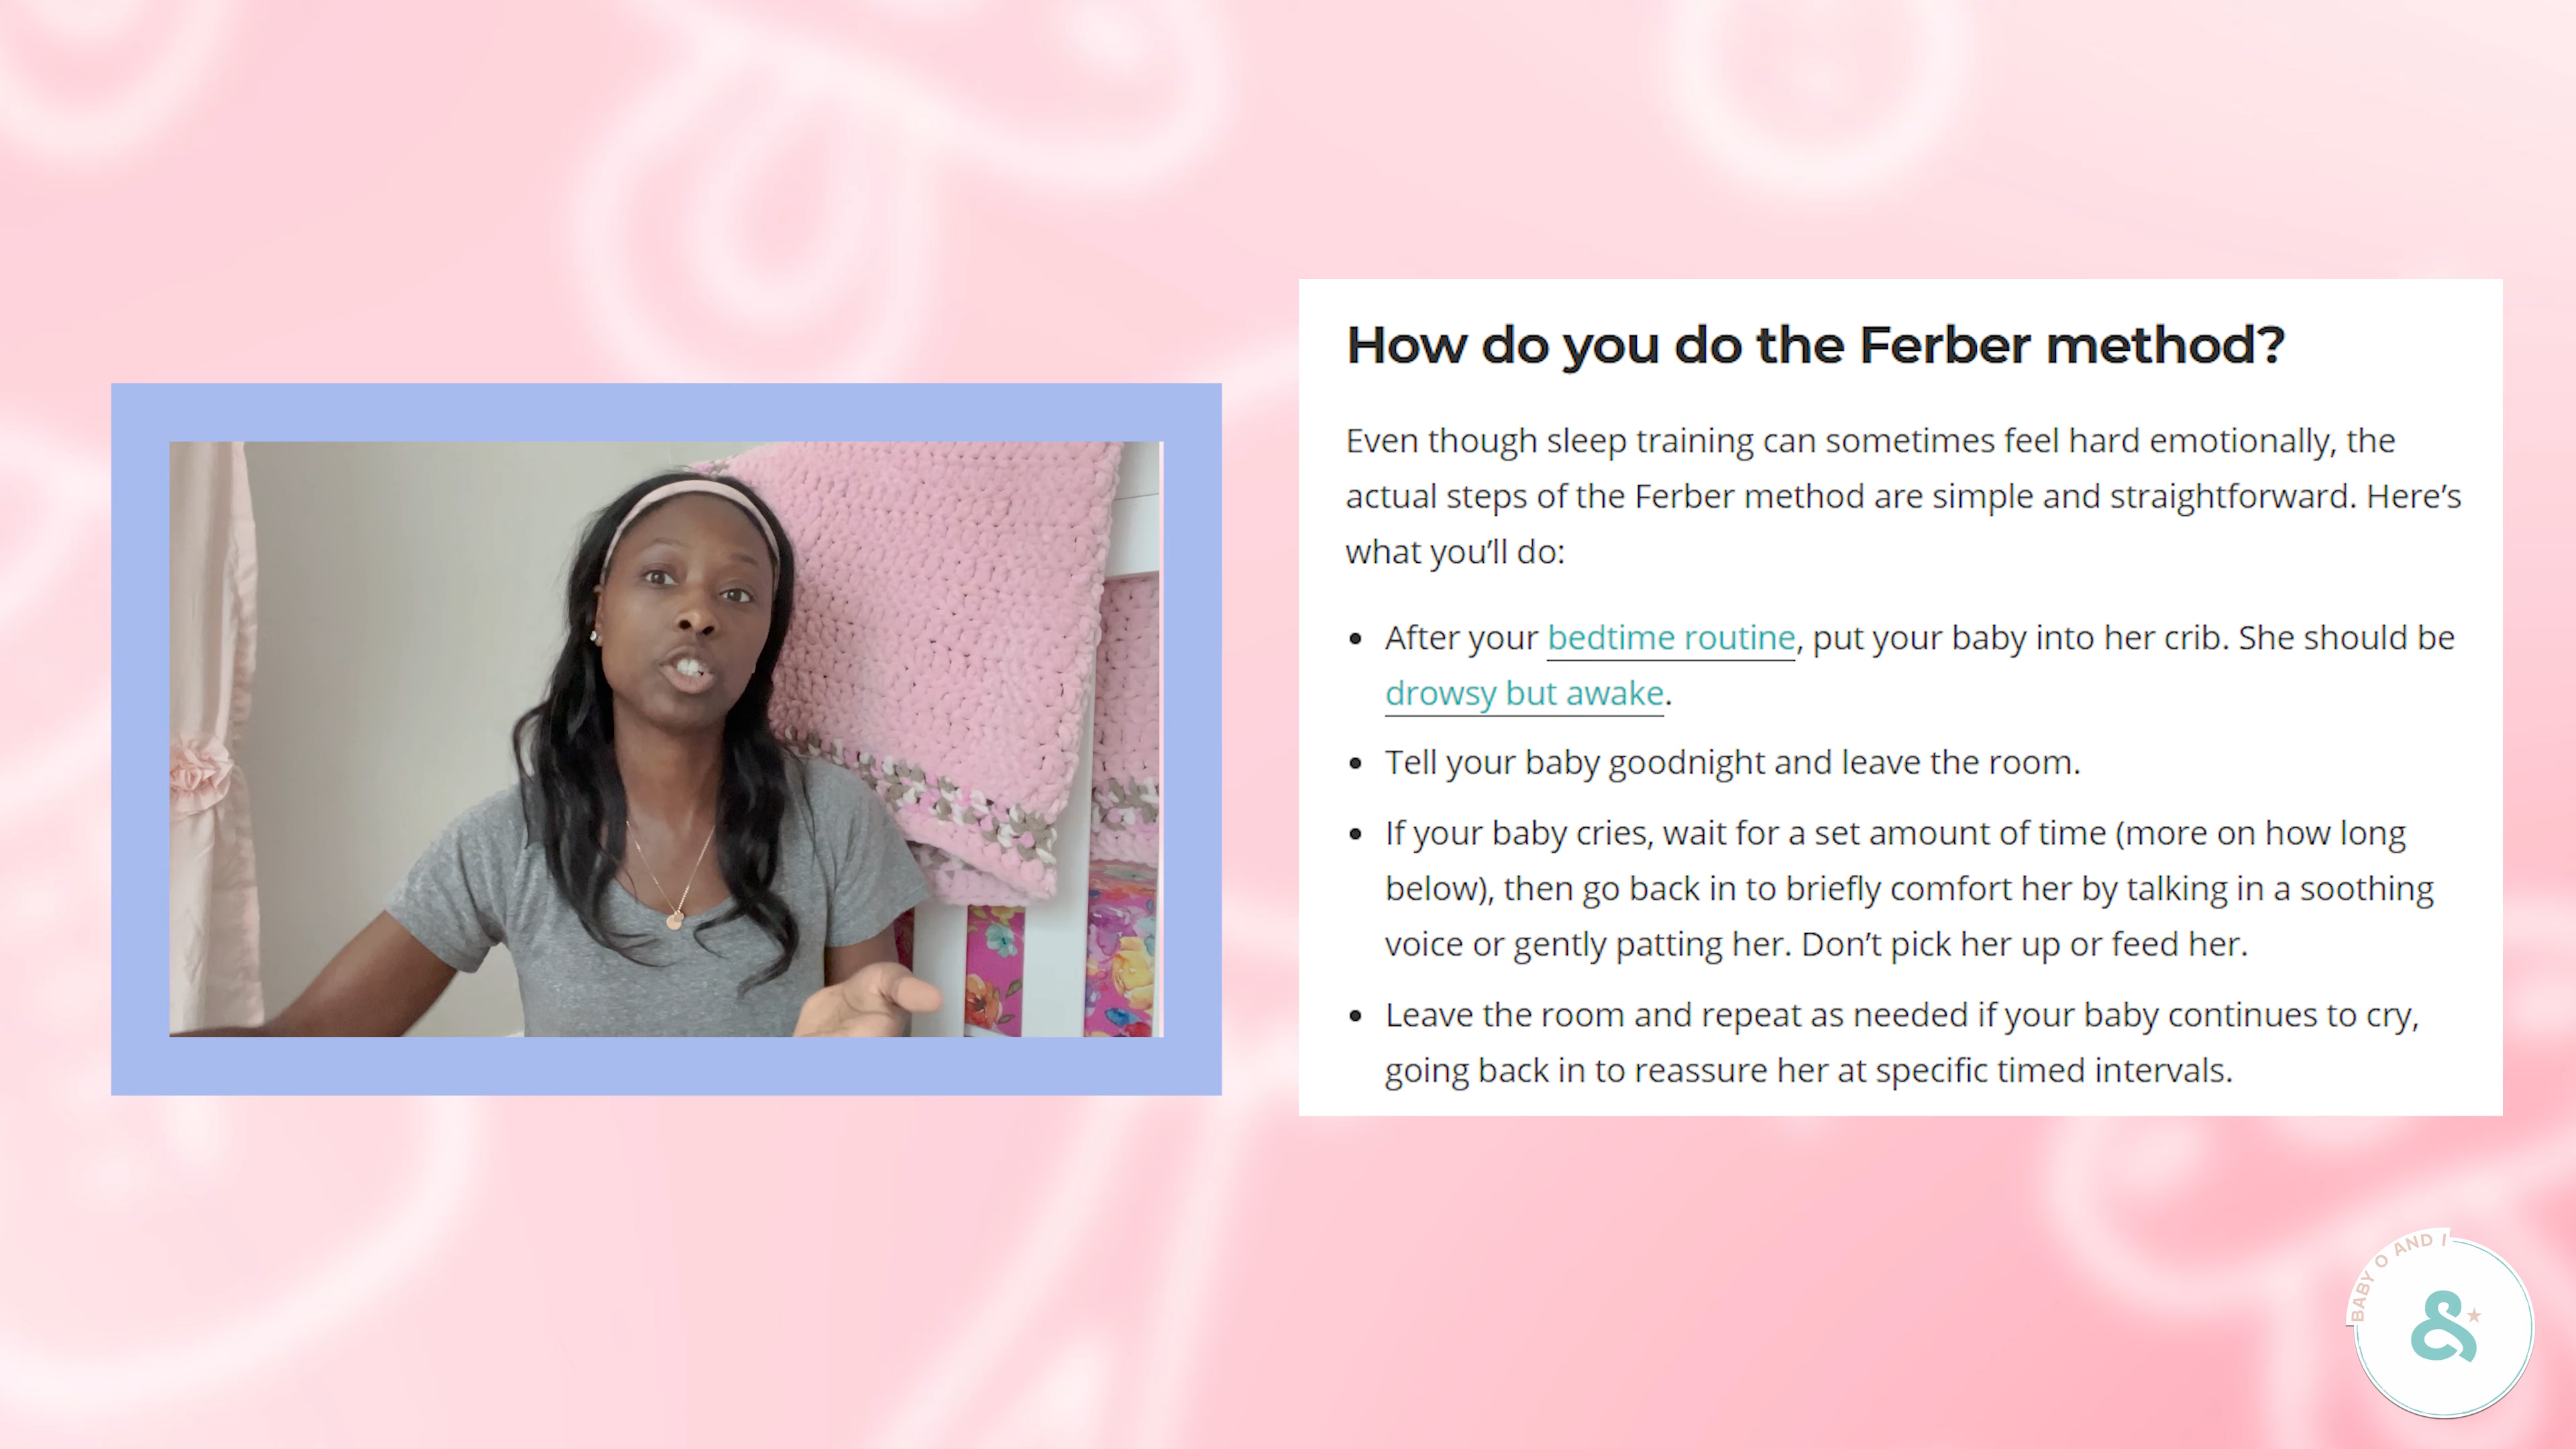 How do you do the Ferber method?
Even though sleep training can sometimes feel hard emotionally, the
actual steps of the Ferber method are simple and straightforward. Here’s
what you’ll do:
• After your bedtime routine, put your baby into her crib. She should be
drowsy but awake.
• Tell your baby goodnight and leave the room.
• If your baby cries, wait for a set amount of time (more on how long
below), then go back in to briefly comfort her by talking in a soothing
voice or gently patting her. Don’t pick her up or feed her.
• Leave the room and repeat as needed if your baby continues to cry,
going back in to reassure her at specific timed intervals.
BABY O AND I
&